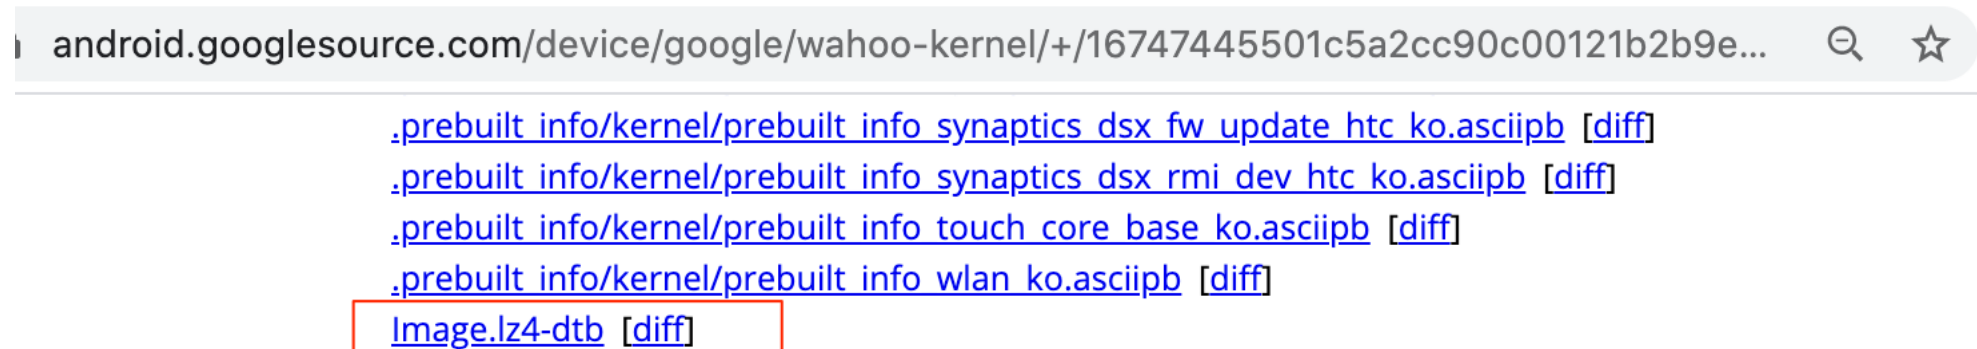 android.googlesource.com/device/google/wahoo-kernel/+/16747445501c5a2cc90c00121b2b9e...
.prebuilt_info/kernel/prebuilt_info_synaptics_dsx_fw_update_htc_ko.asciipb [diff]
.prebuilt_info/kernel/prebuilt_info_synaptics_dsx_rmi_dev_htc_ko.asciipb [diff]
.prebuilt_info/kernel/prebuilt_info_touch_core_base_ko.asciipb [diff]
.prebuilt_info/kernel/prebuilt_info_wlan_ko.asciipb [diff]
Image.lz4-dtb [diff]